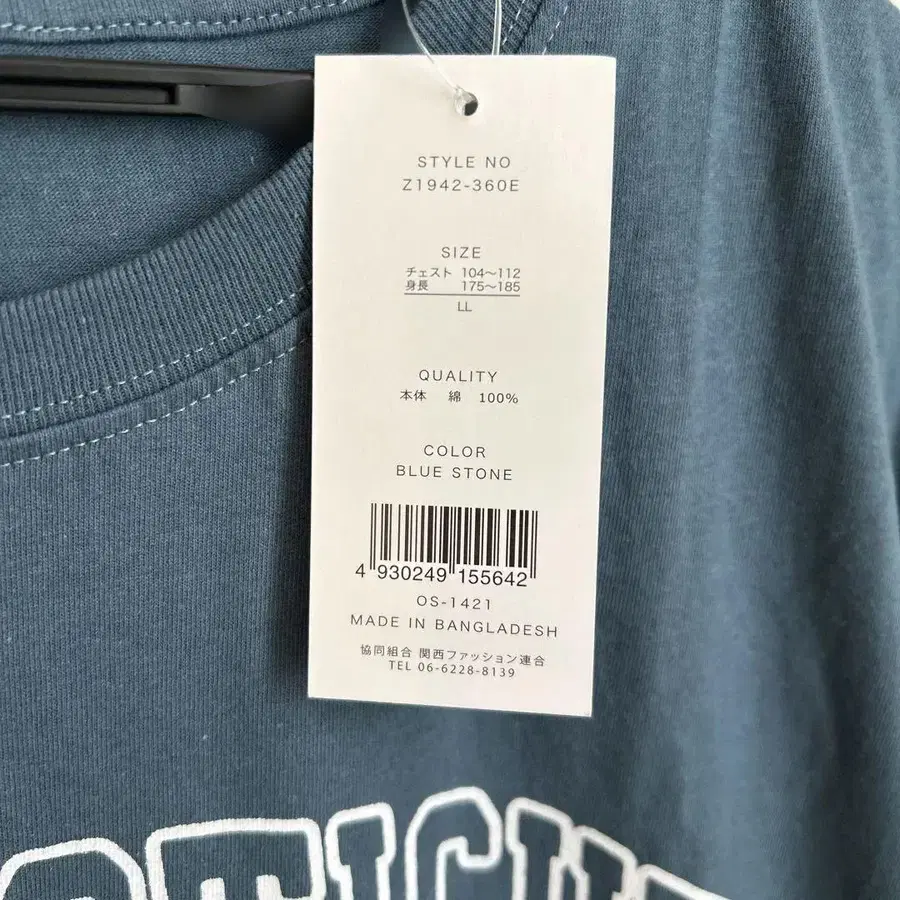 STYLE NO
Z1942-360E
SIZE
チェスト 104〜112
身長 175〜185
LL
QUALITY
本体 綿 100%
COLOR
BLUE STONE
4 930249 155642
OS-1421
MADE IN BANGLADESH
協同組合 関西ファッション連合
TEL 06-6228-8139